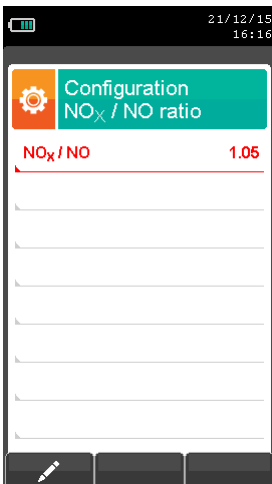 21/12/15
16:16
Configuration
NOX / NO ratio
NOX / NO 1.05